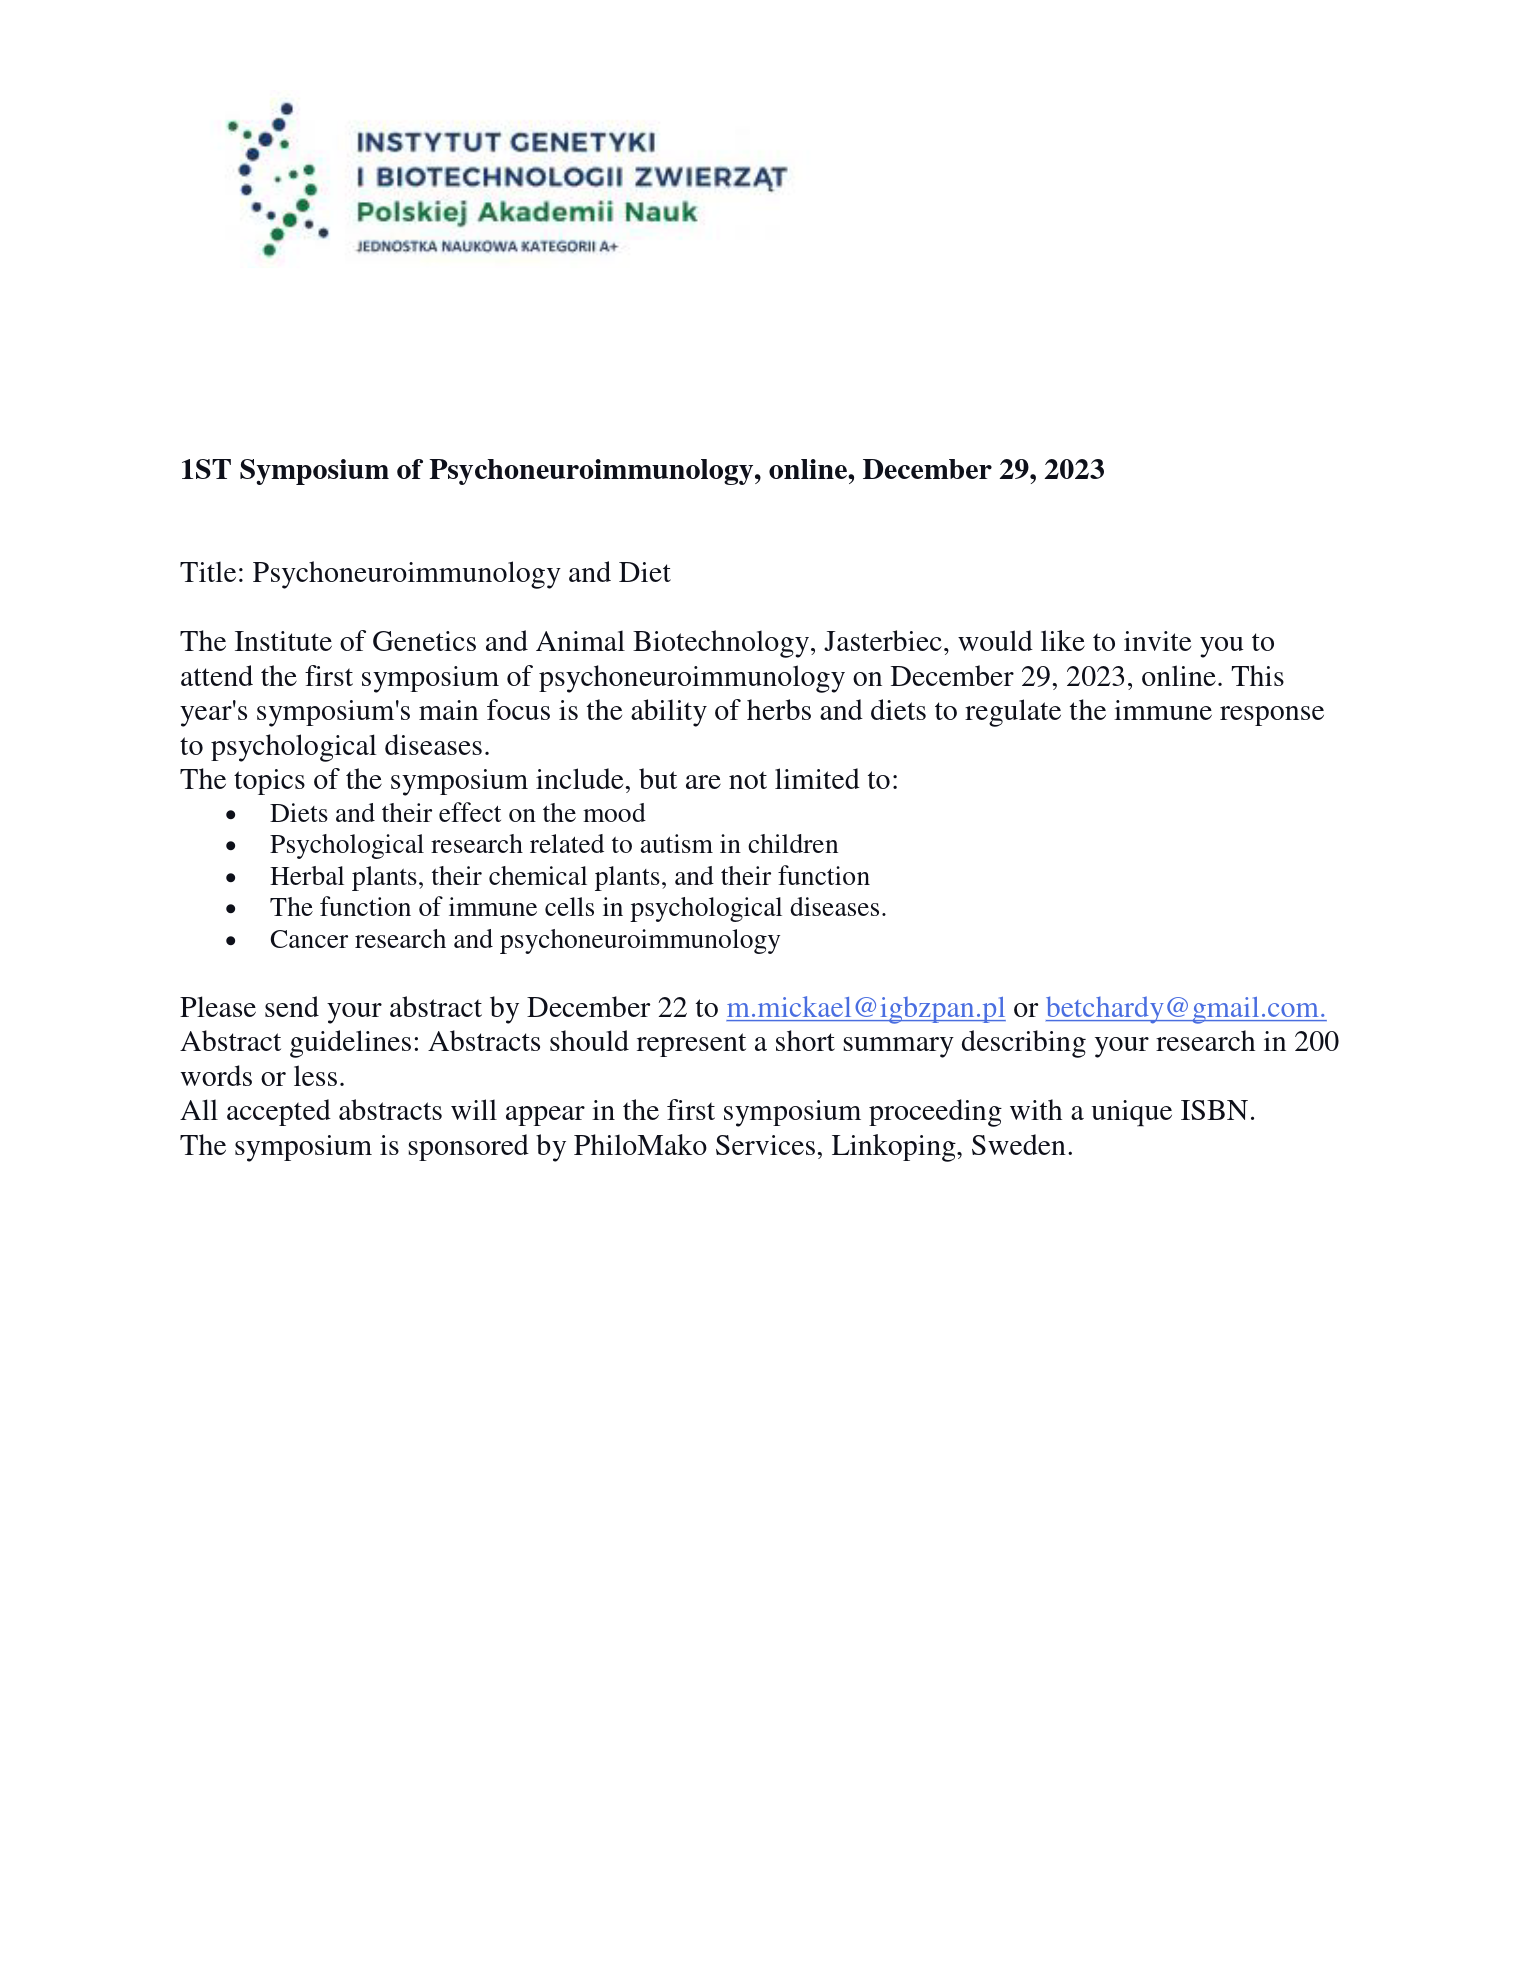 INSTYTUT GENETYKI
I BIOTECHNOLOGII ZWIERZĄT
Polskiej Akademii Nauk
JEDNOSTKA NAUKOWA KATEGORII A+
1ST Symposium of Psychoneuroimmunology, online, December 29, 2023
Title: Psychoneuroimmunology and Diet
The Institute of Genetics and Animal Biotechnology, Jasterbiec, would like to invite you to
attend the first symposium of psychoneuroimmunology on December 29, 2023, online. This
year's symposium's main focus is the ability of herbs and diets to regulate the immune response
to psychological diseases.
The topics of the symposium include, but are not limited to:
• Diets and their effect on the mood
• Psychological research related to autism in children
• Herbal plants, their chemical plants, and their function
• The function of immune cells in psychological diseases.
• Cancer research and psychoneuroimmunology
Please send your abstract by December 22 to m.mickael@igbzpan.pl or betchardy@gmail.com.
Abstract guidelines: Abstracts should represent a short summary describing your research in 200
words or less.
All accepted abstracts will appear in the first symposium proceeding with a unique ISBN.
The symposium is sponsored by PhiloMako Services, Linkoping, Sweden.